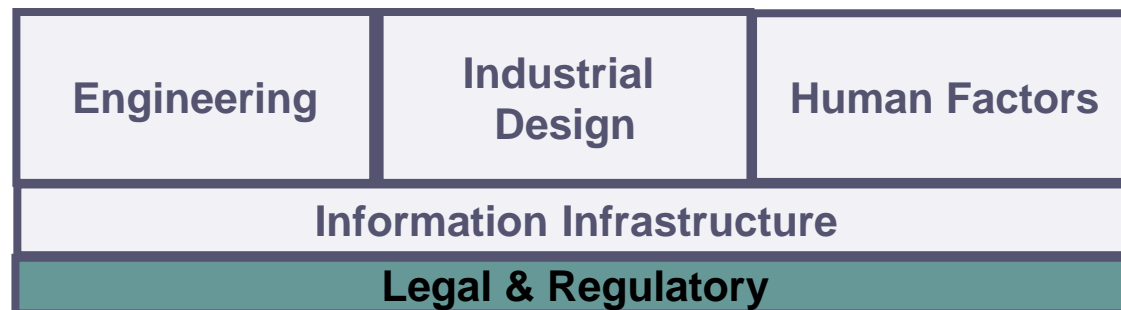 Engineering
Industrial
Design
Human Factors
Information Infrastructure
Legal & Regulatory